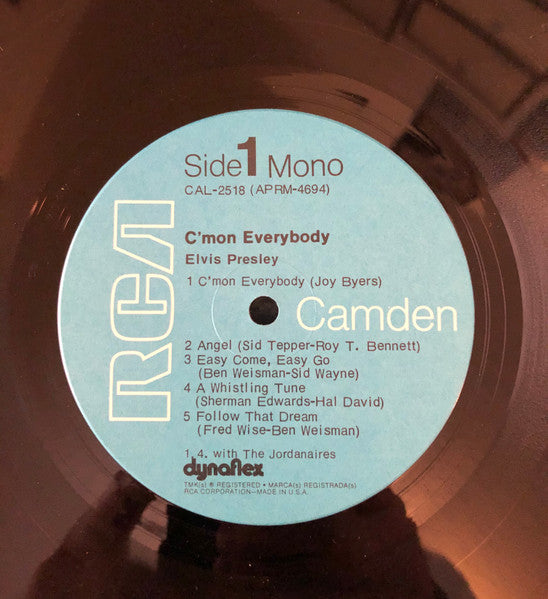 Side 1 Mono
CAL-2518 (APRM-4694)
RCA
C'mon Everybody
Elvis Presley
1 C'mon Everybody (Joy Byers)
Camden
2 Angel (Sid Tepper-Roy T. Bennett)
3 Easy Come, Easy Go
(Ben Weisman-Sid Wayne)
4 A Whistling Tune
(Sherman Edwards-Hal David)
5 Follow That Dream
(Fred Wise-Ben Weisman)
1,4. with The Jordanaires
dynaflex
TMK(s) ® REGISTERED • MARCA(s) REGISTRADA(s)
RCA CORPORATION—MADE IN U.S.A.